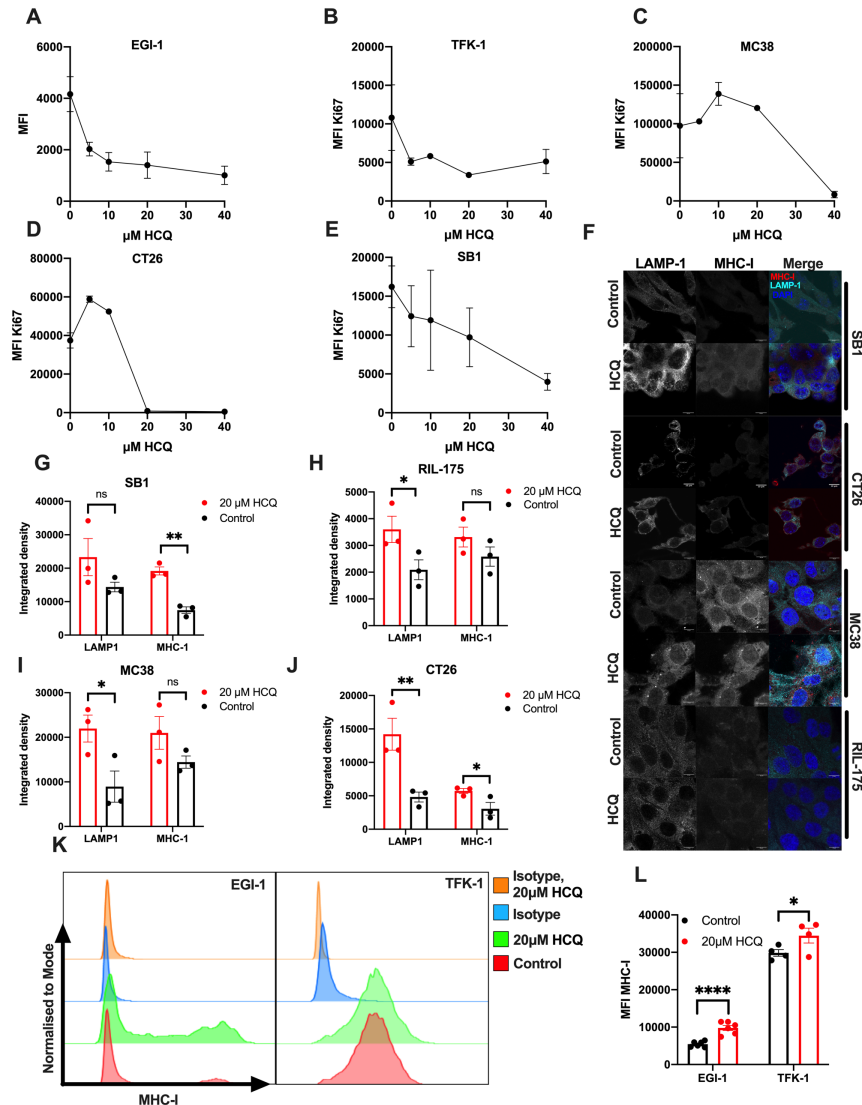 A
EGI-1
MFI
6000
4000
2000
0
0
10
20
30
40
µM HCQ
B
TFK-1
MFI Ki67
20000
15000
10000
5000
0
0
10
20
30
40
µM HCQ
C
MC38
MFI Ki67
200000
150000
100000
50000
0
0
10
20
30
40
µM HCQ
D
CT26
MFI Ki67
80000
60000
40000
20000
0
0
10
20
30
40
µM HCQ
E
SB1
MFI Ki67
20000
15000
10000
5000
0
0
10
20
30
40
µM HCQ
F
LAMP-1 MHC-I Merge
MHC-I
LAMP-1
Control
HCQ
SB1
Control
HCQ
CT26
Control
HCQ
MC38
Control
HCQ
RIL-175
G
SB1
Integrated density
40000
30000
20000
10000
0
ns
**
LAMP1 MHC-1
20 µM HCQ
Control
H
RIL-175
Integrated density
5000
4000
3000
2000
1000
0
*
ns
LAMP1 MHC-1
20 µM HCQ
Control
I
MC38
Integrated density
30000
20000
10000
0
*
ns
LAMP1 MHC-1
20 µM HCQ
Control
J
CT26
Integrated density
20000
15000
10000
5000
0
**
*
LAMP1 MHC-1
20 µM HCQ
Control
K
EGI-1
TFK-1
Normalised to Mode
MHC-I
Isotype,
20µM HCQ
Isotype
20µM HCQ
Control
L
MFI MHC-I
40000
30000
20000
10000
0
****
*
EGI-1 TFK-1
Control
20µM HCQ